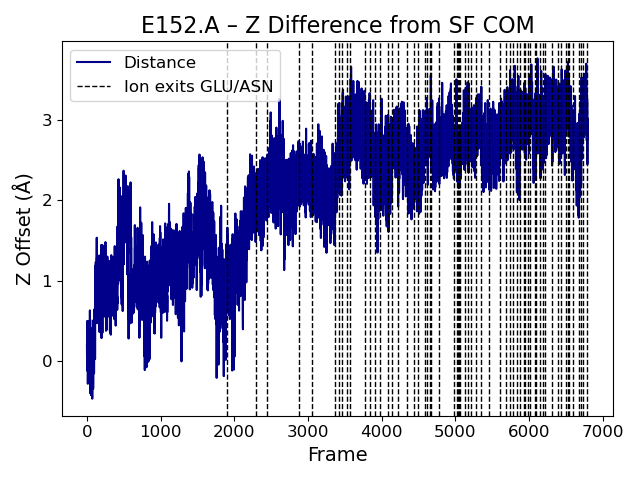 E152.A – Z Difference from SF COM
Distance
Ion exits GLU/ASN
Z Offset (Å)
3
2
1
0
0 1000 2000 3000 4000 5000 6000 7000
Frame